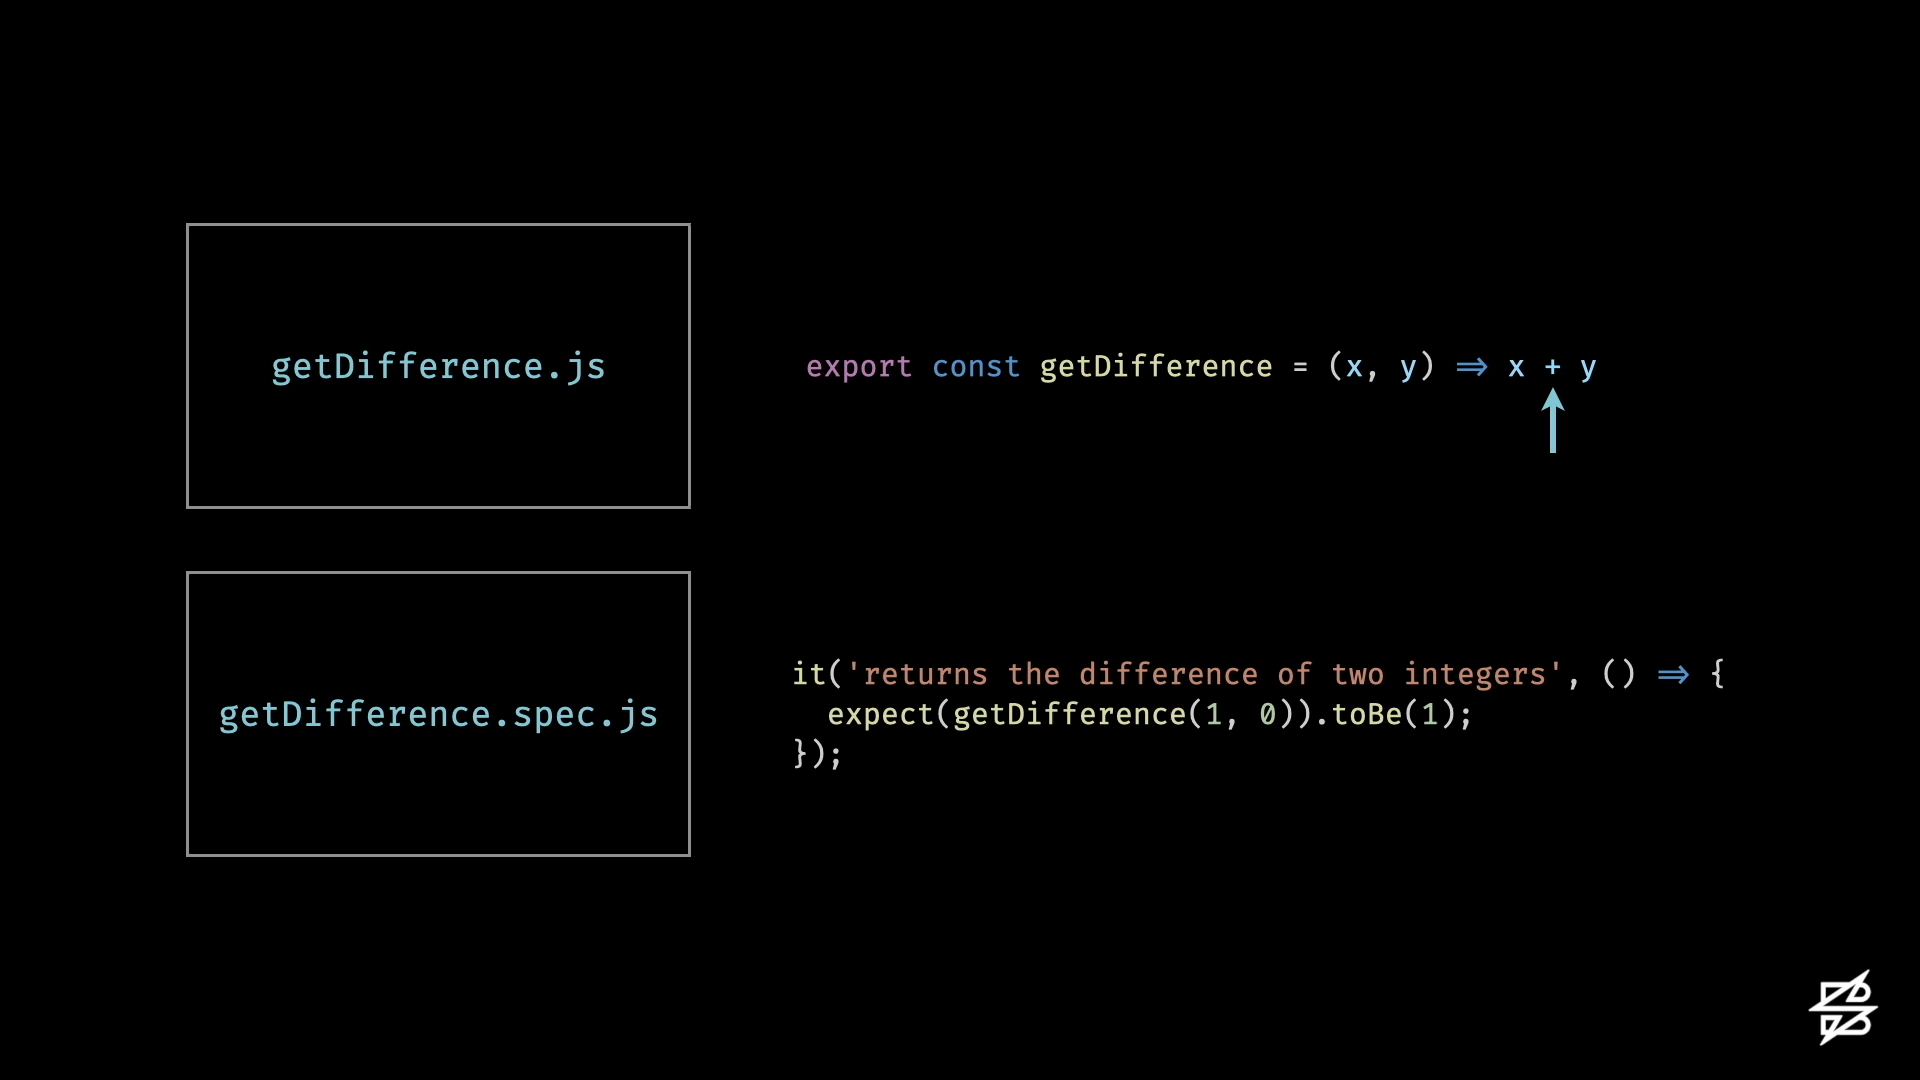 getDifference.js
export const getDifference = (x, y) => x + y
getDifference.spec.js
it('returns the difference of two integers', () => {
expect(getDifference(1, 0)).toBe(1);
});